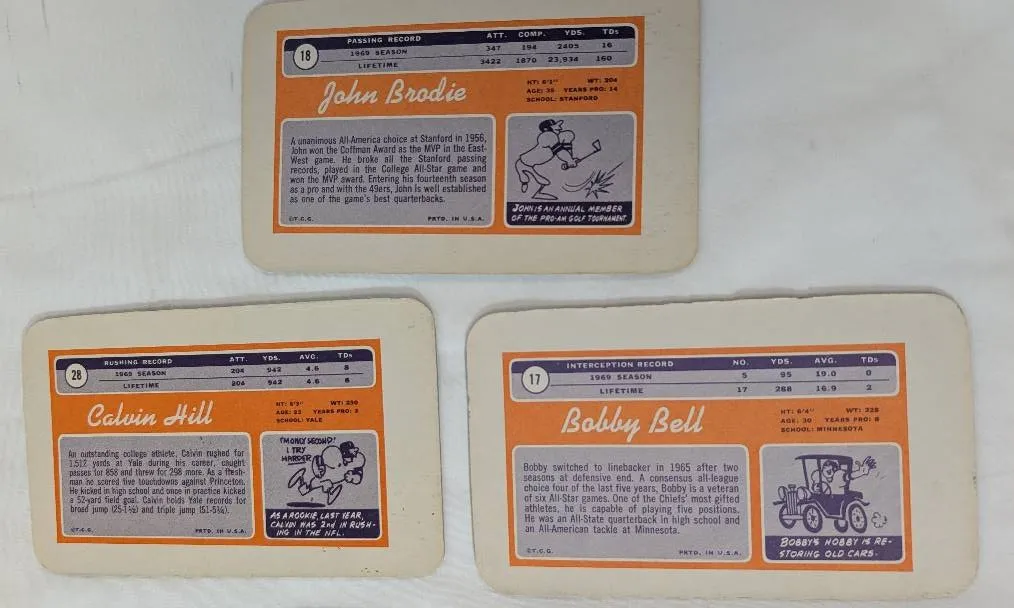 18
PASSING RECORD ATT. COMP. YDS. TDs
1969 SEASON 347 194 2405 16
LIFETIME 3422 1870 23,934 160
John Brodie
HT: 6'1" WT: 204
AGE: 35 YEARS PRO: 14
SCHOOL: STANFORD
A unanimous All-America choice at Stanford in 1956,
John won the Coffman Award as the MVP in the East-
West game. He broke all the Stanford passing
records, played in the College All-Star game and
won the MVP award. Entering his fourteenth season
as a pro and with the 49ers, John is well established
as one of the game's best quarterbacks.
©T.C.G. PRTD. IN U.S.A.
JOHN IS AN ANNUAL MEMBER
OF THE PRO-AM GOLF TOURNAMENT.
28
RUSHING RECORD ATT. YDS. AVG. TDs
1969 SEASON 204 942 4.6 8
LIFETIME 204 942 4.6 8
Calvin Hill
HT: 6'3" WT: 230
AGE: 23 YEARS PRO: 2
SCHOOL: YALE
An outstanding college athlete, Calvin rushed for
1,512 yards at Yale during his career, caught
passes for 858 and threw for 298 more. As a fresh-
man he scored five touchdowns against Princeton.
He kicked in high school and once in practice kicked
a 52-yard field goal. Calvin holds Yale records for
broad jump (25-1½) and triple jump (51-5¼).
©T.C.G. PRTD. IN U.S.A.
I'M ONLY SECOND?
I TRY
HARDER
AS A ROOKIE, LAST YEAR,
CALVIN WAS 2nd IN RUSH-
ING IN THE NFL.
17
INTERCEPTION RECORD NO. YDS. AVG. TDs
1969 SEASON 5 95 19.0 0
LIFETIME 17 288 16.9 2
Bobby Bell
HT: 6'4" WT: 228
AGE: 30 YEARS PRO: 8
SCHOOL: MINNESOTA
Bobby switched to linebacker in 1965 after two
seasons at defensive end. A consensus all-league
choice four of the last five years, Bobby is a veteran
of six All-Star games. One of the Chiefs' most gifted
athletes, he is capable of playing five positions.
He was an All-State quarterback in high school and
an All-American tackle at Minnesota.
©T.C.G. PRTD. IN U.S.A.
BOBBY'S HOBBY IS RE-
STORING OLD CARS.